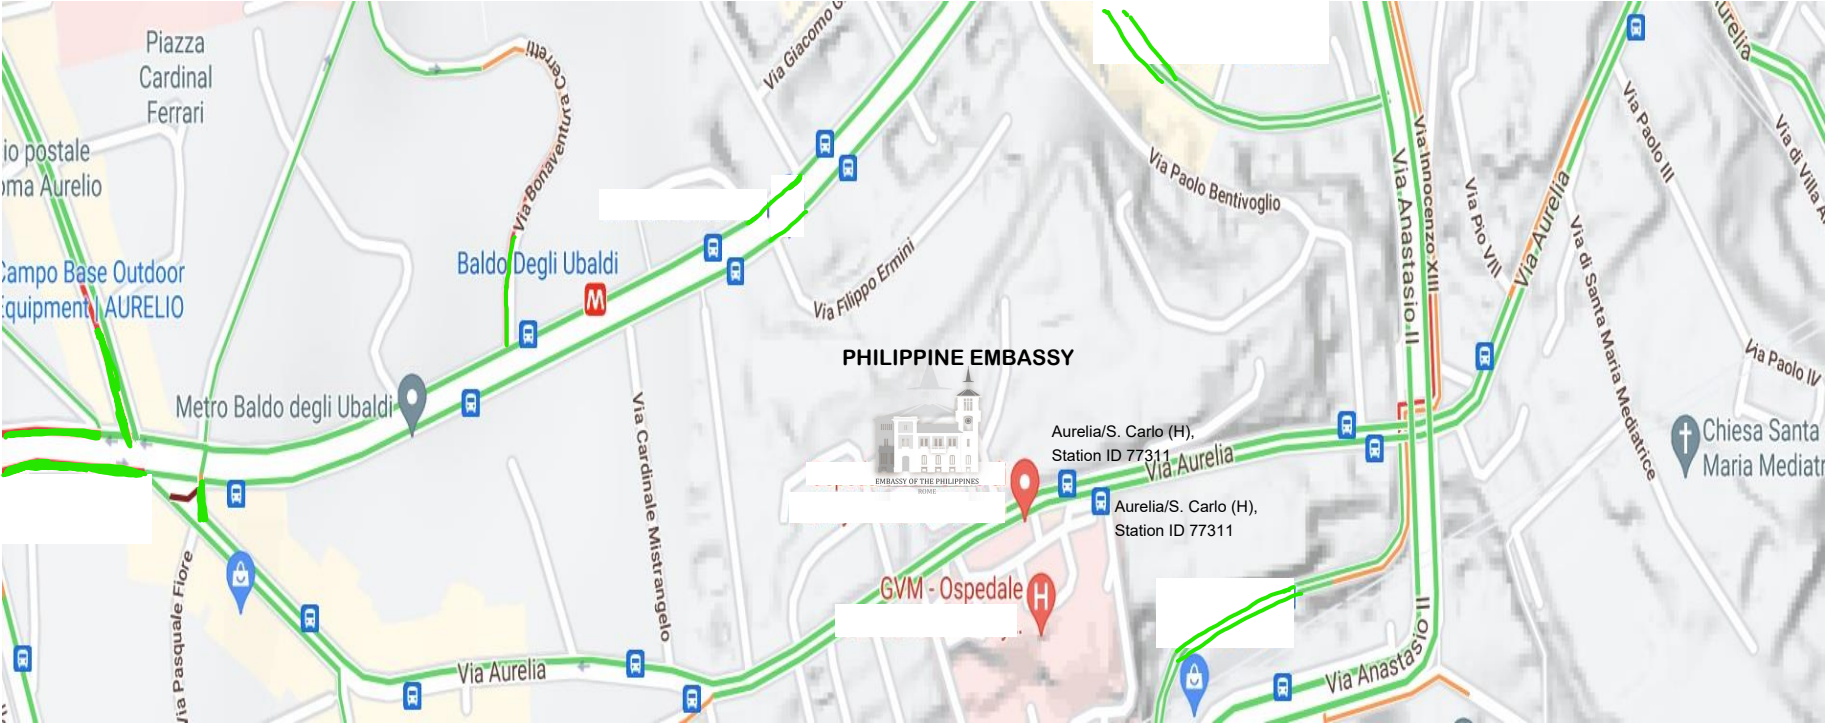 Piazza
Cardinal
Ferrari
io postale
oma Aurelio
Campo Base Outdoor
Equipment | AURELIO
Via Bonaventura Cerretti
Via Giacomo G
Baldo Degli Ubaldi
M
Metro Baldo degli Ubaldi
Via Filippo Ermini
Via Cardinale Mistrangelo
Via Pasquale Fiore
Via Aurelia
PHILIPPINE EMBASSY
EMBASSY OF THE PHILIPPINES
ROME
Aurelia/S. Carlo (H),
Station ID 77311
Via Aurelia
Aurelia/S. Carlo (H),
Station ID 77311
GVM - Ospedale
H
Via Paolo Bentivoglio
Via Anastasio II
Via Innocenzo XIII
Via Pio VIII
Via Aurelia
Via di Santa Maria Mediatrice
Via Paolo III
Aurelia
Via di Villa A
Via Paolo IV
Chiesa Santa
Maria Mediatr
Via Anastasio II